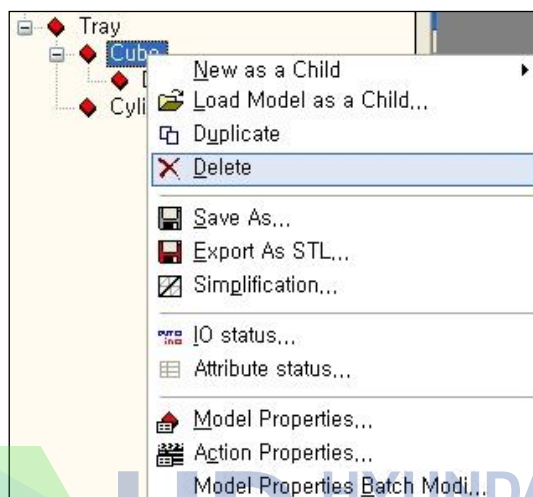 Tray
Cube
New as a Child
Cyli
Load Model as a Child...
Duplicate
Delete
Save As...
Export As STL...
Simplification...
IO status...
Attribute status...
Model Properties...
Action Properties...
Model Properties Batch Modi...
HYUNDA